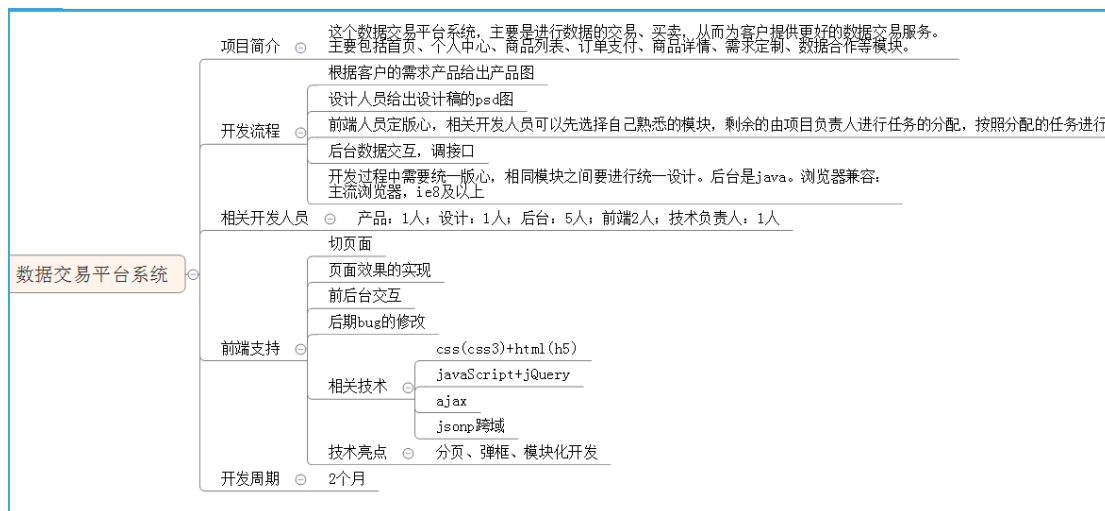 数据交易平台系统
项目简介
这个数据交易平台系统，主要是进行数据的交易、买卖，从而为客户提供更好的数据交易服务。
主要包括首页、个人中心、商品列表、订单支付、商品详情、需求定制、数据合作等模块。
开发流程
根据客户的需求产品给出产品图
设计人员给出设计稿的psd图
前端人员定版心，相关开发人员可以先选择自己熟悉的模块，剩余的由项目负责人进行任务的分配，按照分配的任务进行
后台数据交互，调接口
开发过程中需要统一版心，相同模块之间要进行统一设计。后台是java。浏览器兼容：
主流浏览器，ie8及以上
相关开发人员
产品：1人；设计：1人；后台：5人；前端2人；技术负责人：1人
前端支持
切页面
页面效果的实现
前后台交互
后期bug的修改
相关技术
css(css3)+html(h5)
javaScript+jQuery
ajax
jsonp跨域
技术亮点
分页、弹框、模块化开发
开发周期
2个月